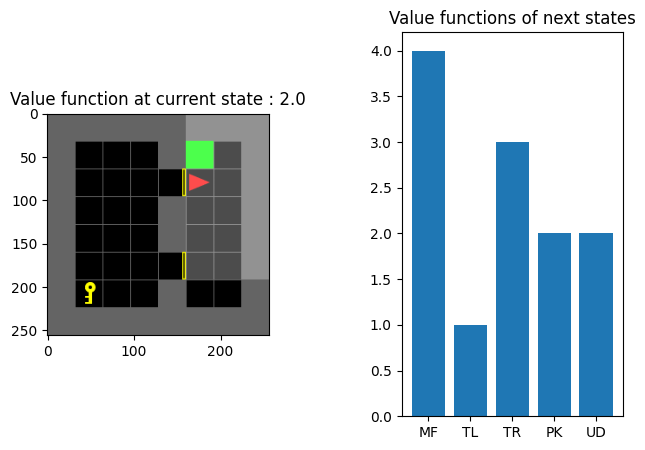 Value functions of next states
Value function at current state : 2.0
0
50
100
150
200
250
0
100
200
4.0
3.5
3.0
2.5
2.0
1.5
1.0
0.5
0.0
MF
TL
TR
PK
UD